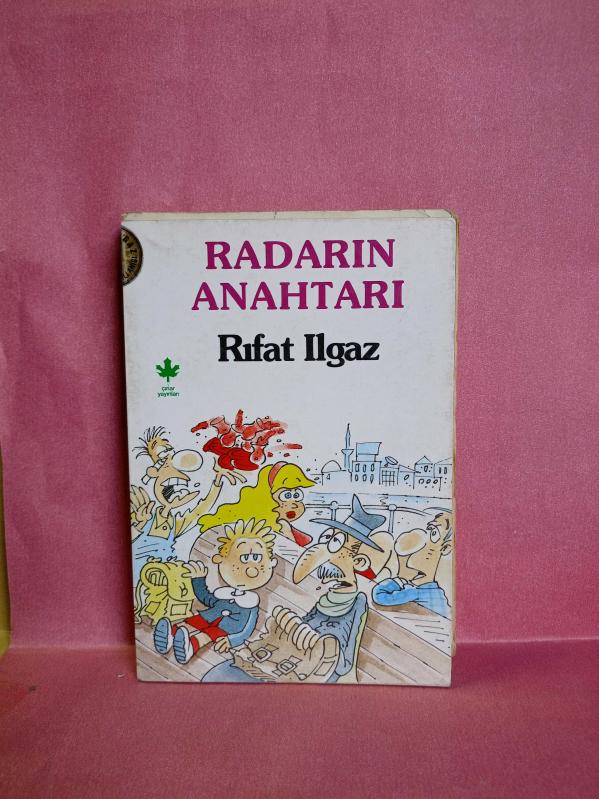 RADARIN
ANAHTARI
Rıfat Ilgaz
çınar
yayınları